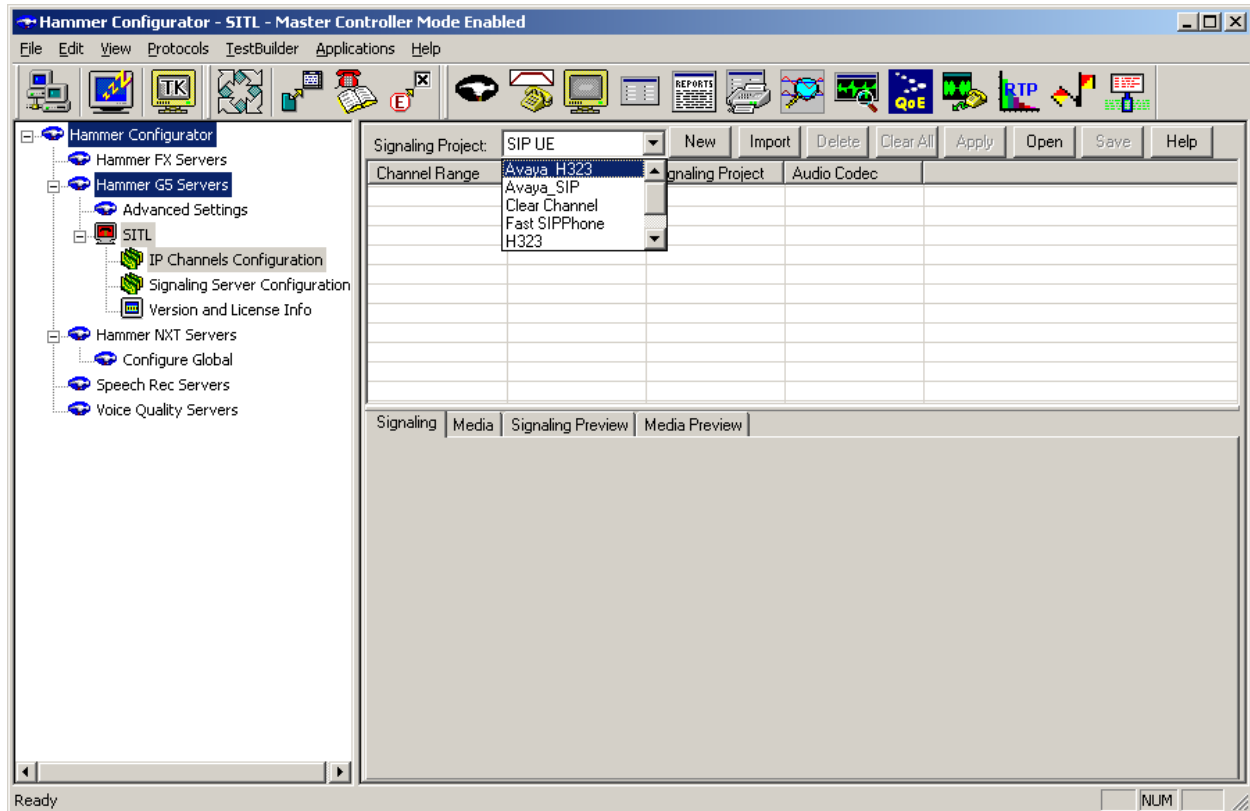 Hammer Configurator - SITL - Master Controller Mode Enabled
File Edit View Protocols TestBuilder Applications Help
TK
E
REPORTS
QoE
RTP
Hammer Configurator
Hammer FX Servers
Hammer G5 Servers
Advanced Settings
SITL
IP Channels Configuration
Signaling Server Configuration
Version and License Info
Hammer NXT Servers
Configure Global
Speech Rec Servers
Voice Quality Servers
Signaling Project: SIP UE New Import Delete Clear All Apply Open Save Help
Channel Range gnaling Project Audio Codec
Avaya_H323
Avaya_SIP
Clear Channel
Fast SIPPhone
H323
Signaling Media Signaling Preview Media Preview
Ready NUM